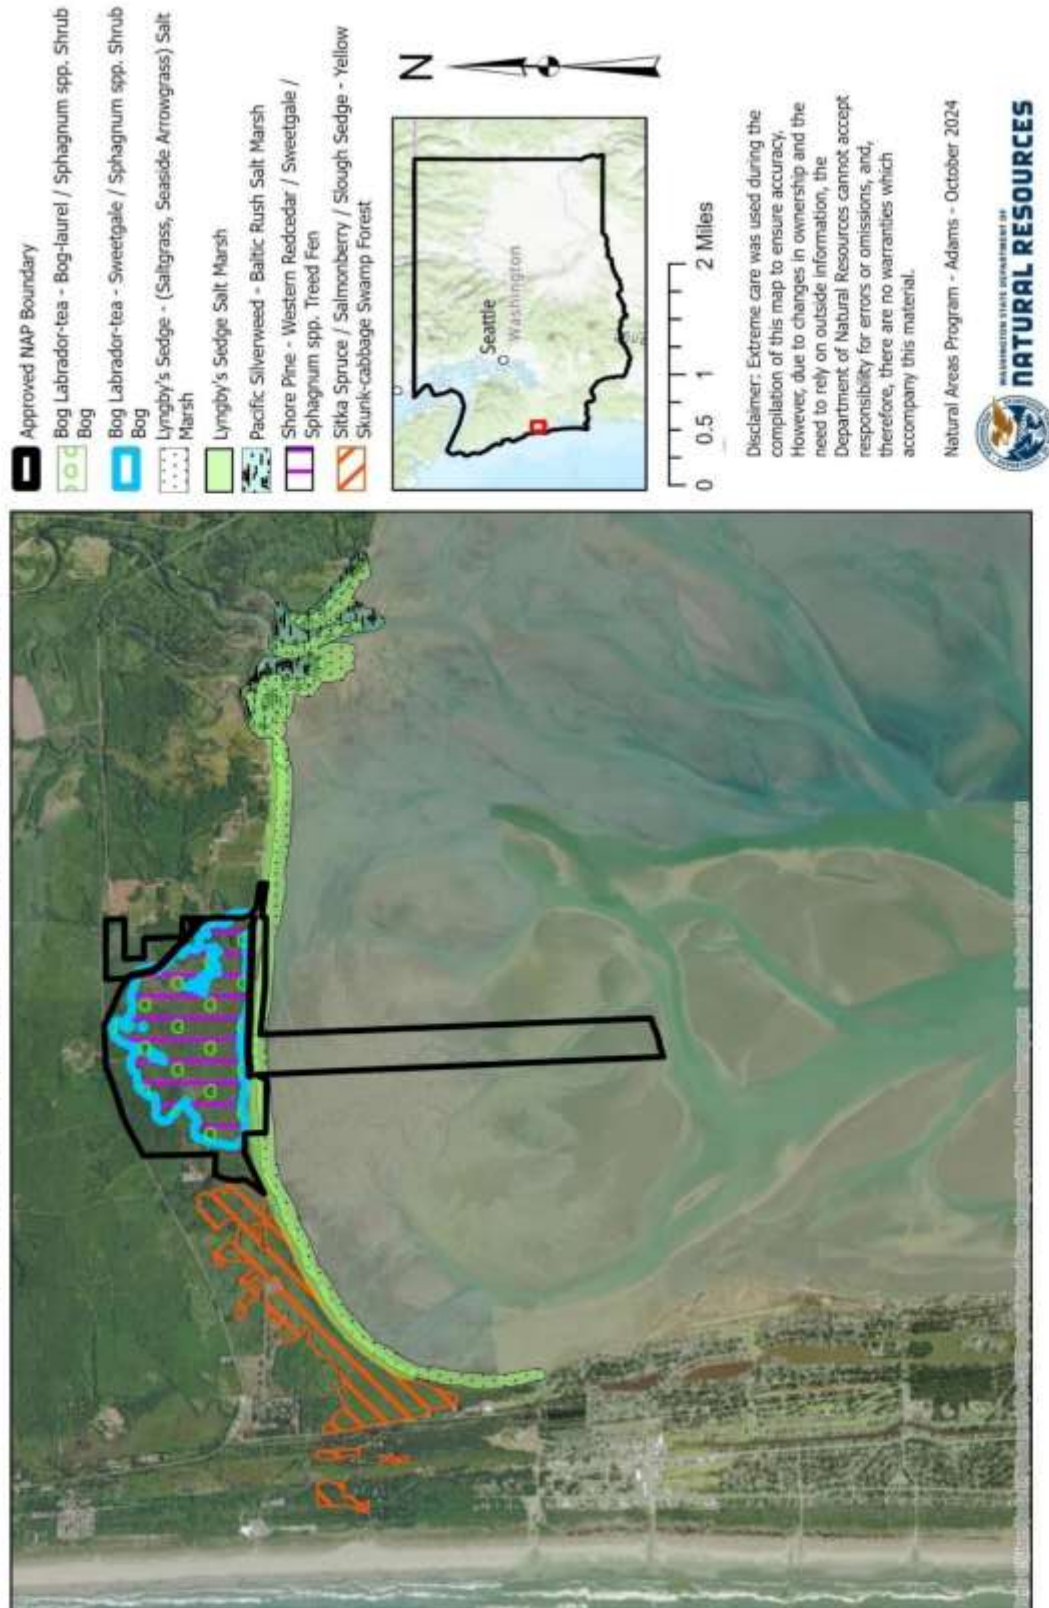 Approved NAP Boundary
Bog Labrador-tea - Bog-laurel / Sphagnum spp. Shrub
Bog
Bog Labrador-tea - Sweetgale / Sphagnum spp. Shrub
Bog
Lyngby's Sedge - (Saltgrass, Seaside Arrowgrass) Salt
Marsh
Lyngby's Sedge Salt Marsh
Pacific Silverweed - Baltic Rush Salt Marsh
Shore Pine - Western Redcedar / Sweetgale /
Sphagnum spp. Treed Fen
Sitka Spruce / Salmonberry / Slough Sedge - Yellow
Skunk-cabbage Swamp Forest
N
Seattle
Washington
0 0.5 1 2 Miles
Disclaimer: Extreme care was used during the
compilation of this map to ensure accuracy,
However, due to changes in ownership and the
need to rely on outside information, the
Department of Natural Resources cannot accept
responsibility for errors or omissions, and,
therefore, there are no warranties which
accompany this material.
Natural Areas Program - Adams - October 2024
WASHINGTON STATE DEPARTMENT OF
NATURAL RESOURCES